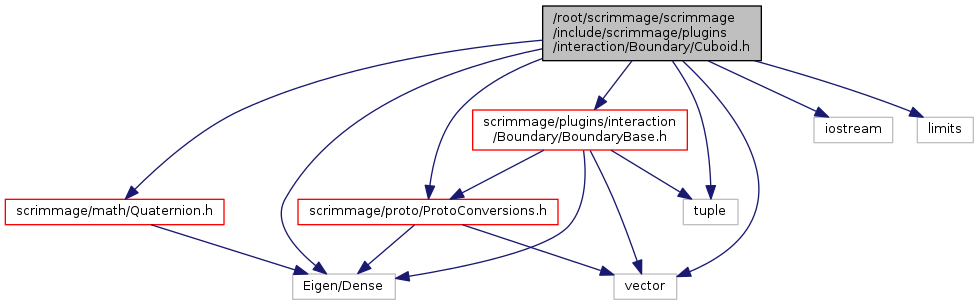 /root/scrimmage/scrimmage
/include/scrimmage/plugins
/interaction/Boundary/Cuboid.h
scrimmage/plugins/interaction
/Boundary/BoundaryBase.h
iostream
limits
scrimmage/math/Quaternion.h
scrimmage/proto/ProtoConversions.h
tuple
Eigen/Dense
vector